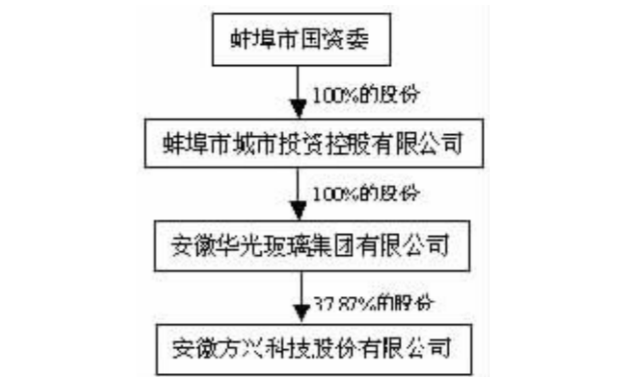 蚌埠市国资委
100%的股份
蚌埠市城市投资控股有限公司
100%的股份
安徽华光玻璃集团有限公司
37.87%的股份
安徽方兴科技股份有限公司